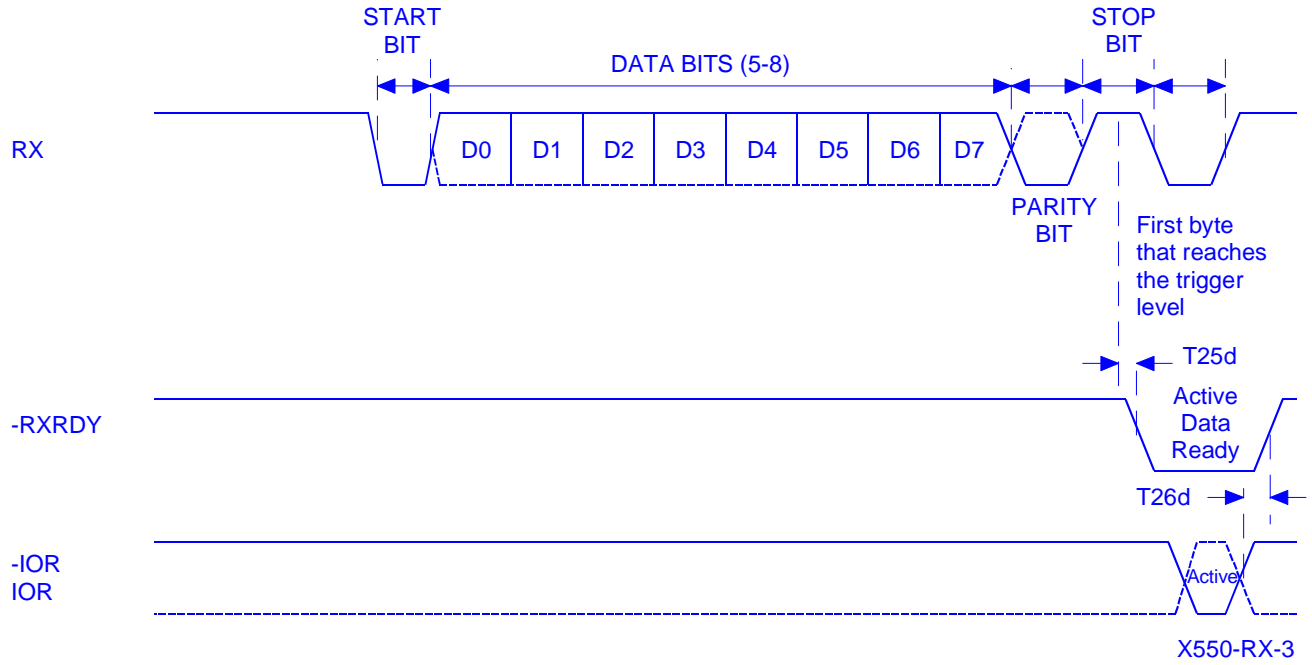 START
BIT
STOP
BIT
DATA BITS (5-8)
RX
D0 D1 D2 D3 D4 D5 D6 D7
PARITY
BIT
First byte
that reaches
the trigger
level
T25d
-RXRDY
Active
Data
Ready
T26d
-IOR
IOR
Active
X550-RX-3